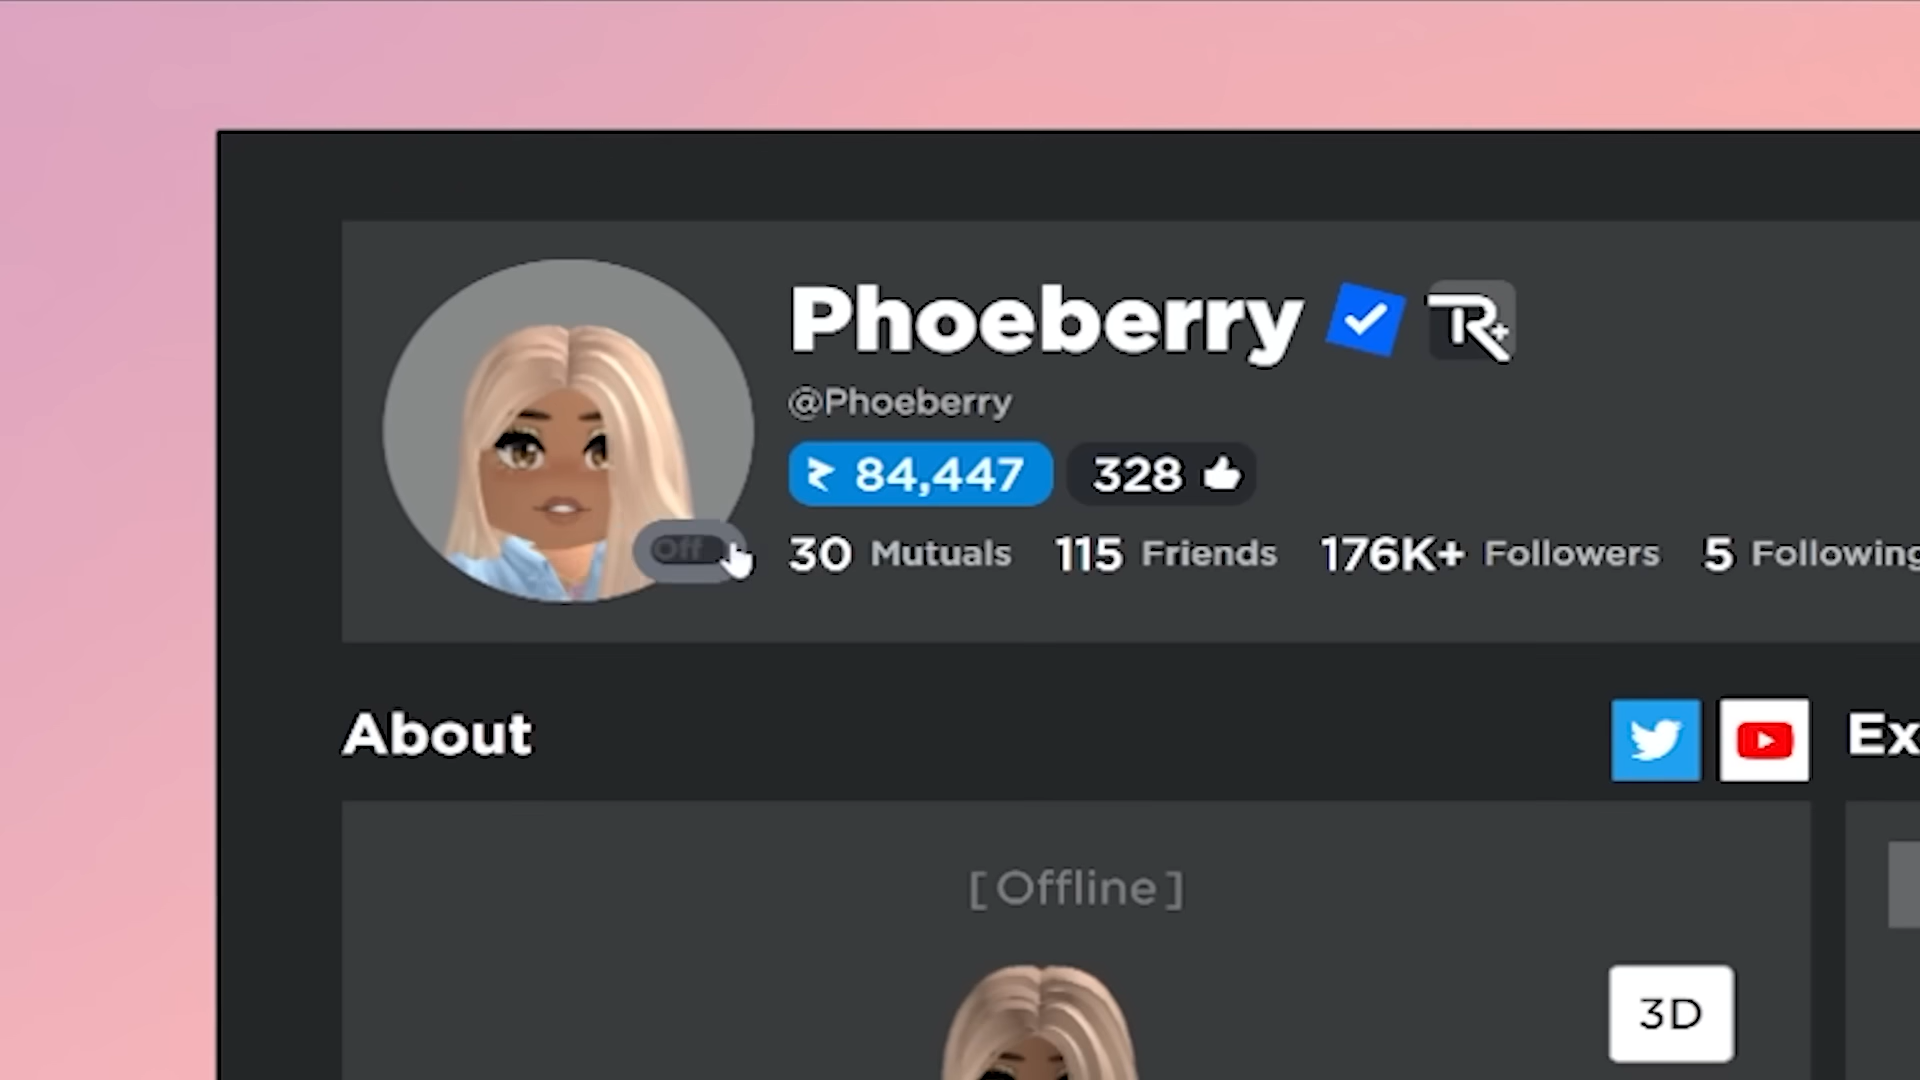 Phoeberry
@Phoeberry
84,447 328
Off
30 Mutuals 115 Friends 176K+ Followers 5 Following
About
Ex
[ Offline ]
3D